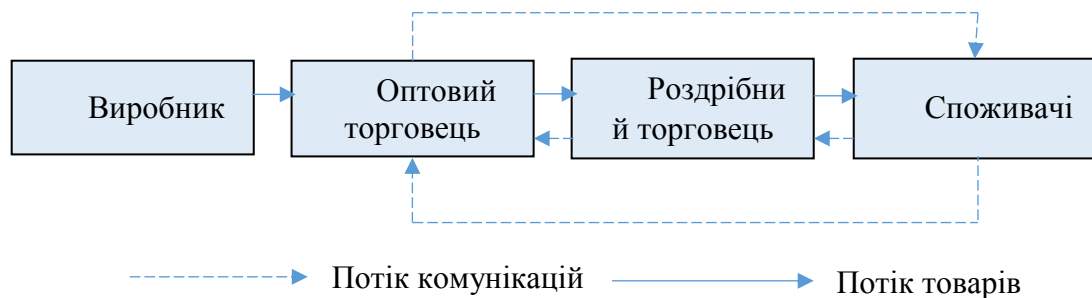 Виробник
Оптовий
торговець
Роздрібни
й торговець
Споживачі
Потік комунікацій
Потік товарів